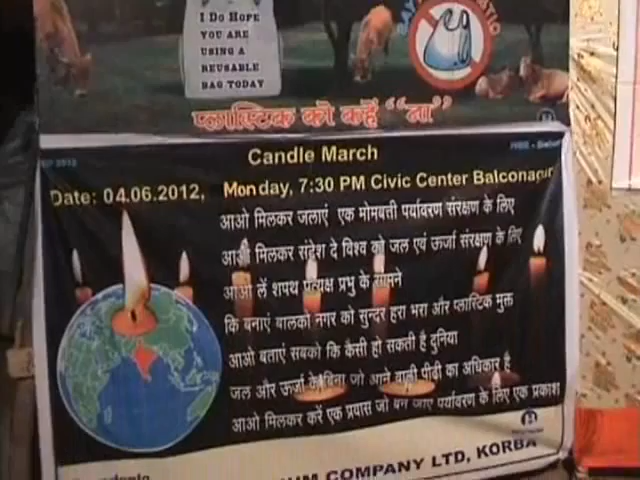 I DO HOPE
YOU ARE
USING A
REUSABLE
BAG TODAY
प्लास्टिक को कहें "ना"
Candle March
Date: 04.06.2012, Monday, 7:30 PM Civic Center Balconagar
आओ मिलकर जलाएं एक मोमबत्ती पर्यावरण संरक्षण के लिए
आओ मिलकर संदेश दे विश्व को जल एवं ऊर्जा संरक्षण के लिए
आओ लें शपथ प्रत्यक्ष प्रभु के सामने
कि बनाएं बालको नगर को सुन्दर हरा भरा और प्लास्टिक मुक्त
आओ बताएं सबको कि कैसी हो सकती है दुनिया
जल और ऊर्जा के बिना जो आने वाली पीढ़ी का अधिकार है
आओ मिलकर करें एक प्रयास जो बन जाए पर्यावरण के लिए एक प्रकाश
COMPANY LTD, KORBA